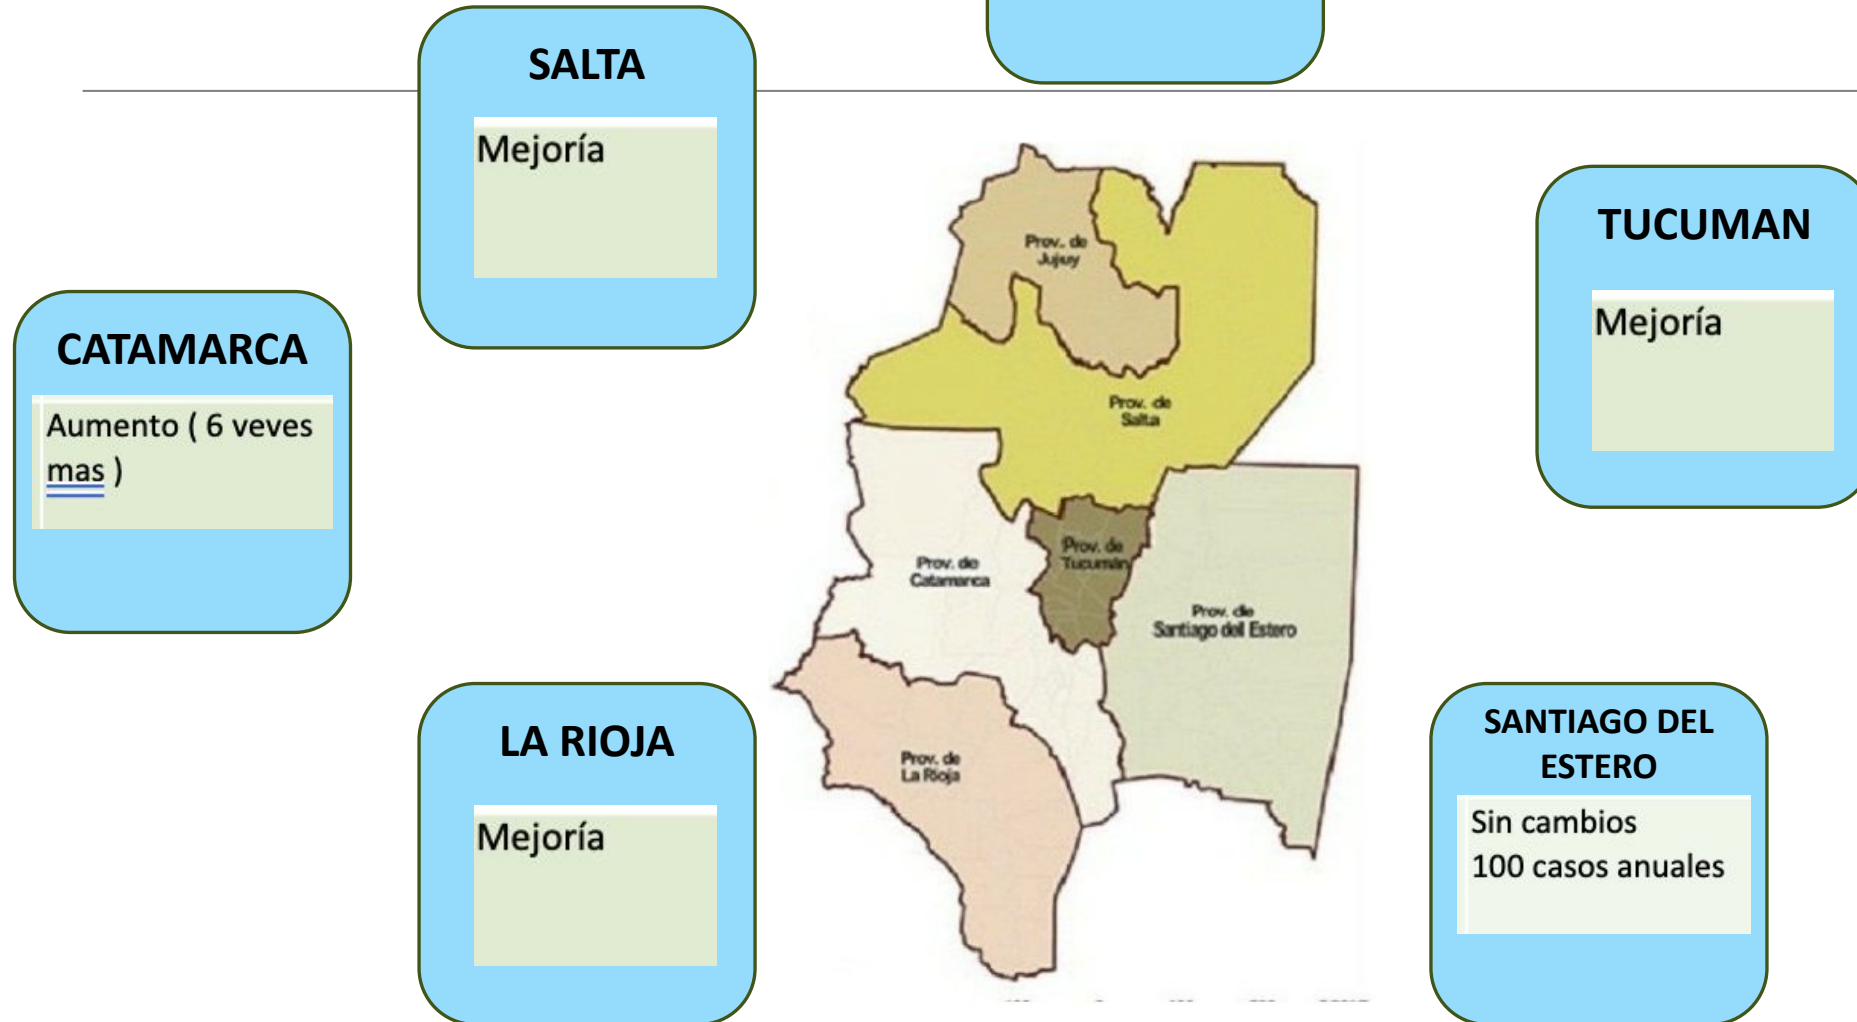 SALTA
Mejoría
TUCUMAN
Mejoría
CATAMARCA
Aumento ( 6 veves
mas )
Prov. de
Jujuy
Prov. de
Salta
Prov. de
Tucumán
Prov. de
Catamarca
Prov. de
Santiago del Estero
Prov. de
La Rioja
LA RIOJA
Mejoría
SANTIAGO DEL
ESTERO
Sin cambios
100 casos anuales